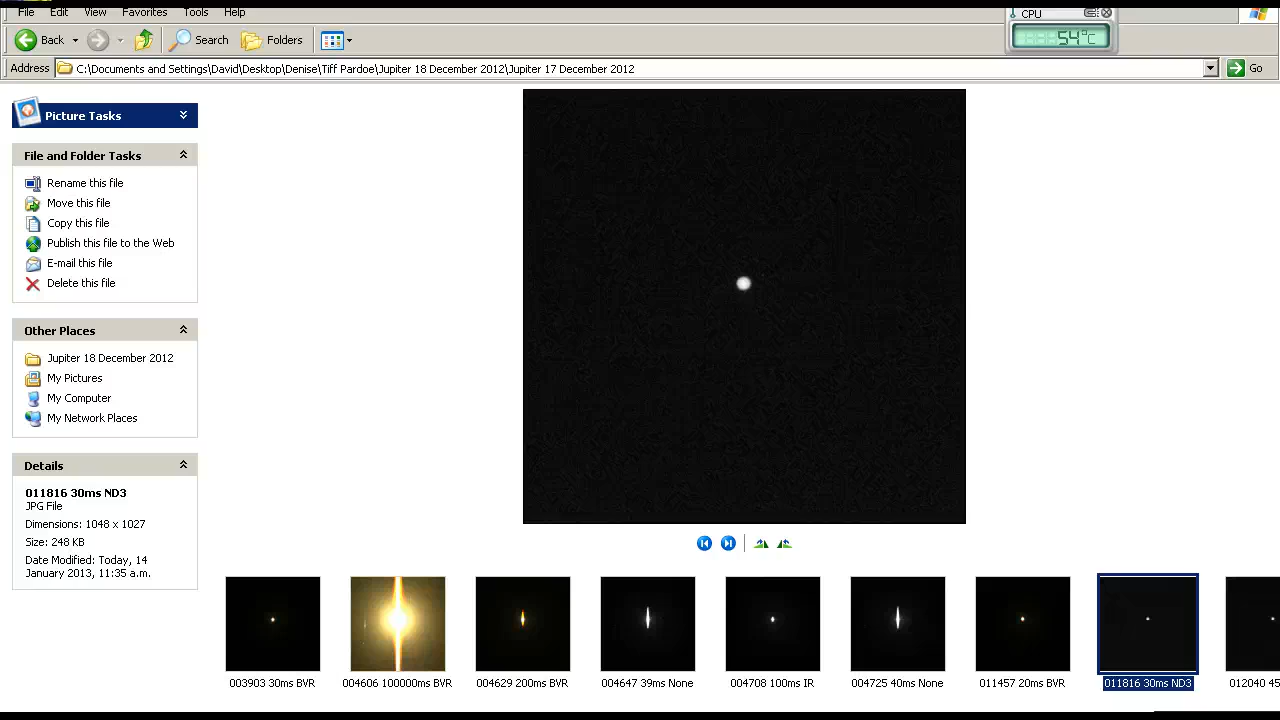 File Edit View Favorites Tools Help
CPU
54°C
Back Search Folders
Address C:\Documents and Settings\David\Desktop\Denise\Tiff Pardoe\Jupiter 18 December 2012\Jupiter 17 December 2012 Go
Picture Tasks
File and Folder Tasks
Rename this file
Move this file
Copy this file
Publish this file to the Web
E-mail this file
Delete this file
Other Places
Jupiter 18 December 2012
My Pictures
My Computer
My Network Places
Details
011816 30ms ND3
JPG File
Dimensions: 1048 x 1027
Size: 248 KB
Date Modified: Today, 14
January 2013, 11:35 a.m.
003903 30ms BVR
004629 200ms BVR
004647 39ms None
004708 100ms IR
004725 40ms None
011457 20ms BVR
011816 30ms ND3